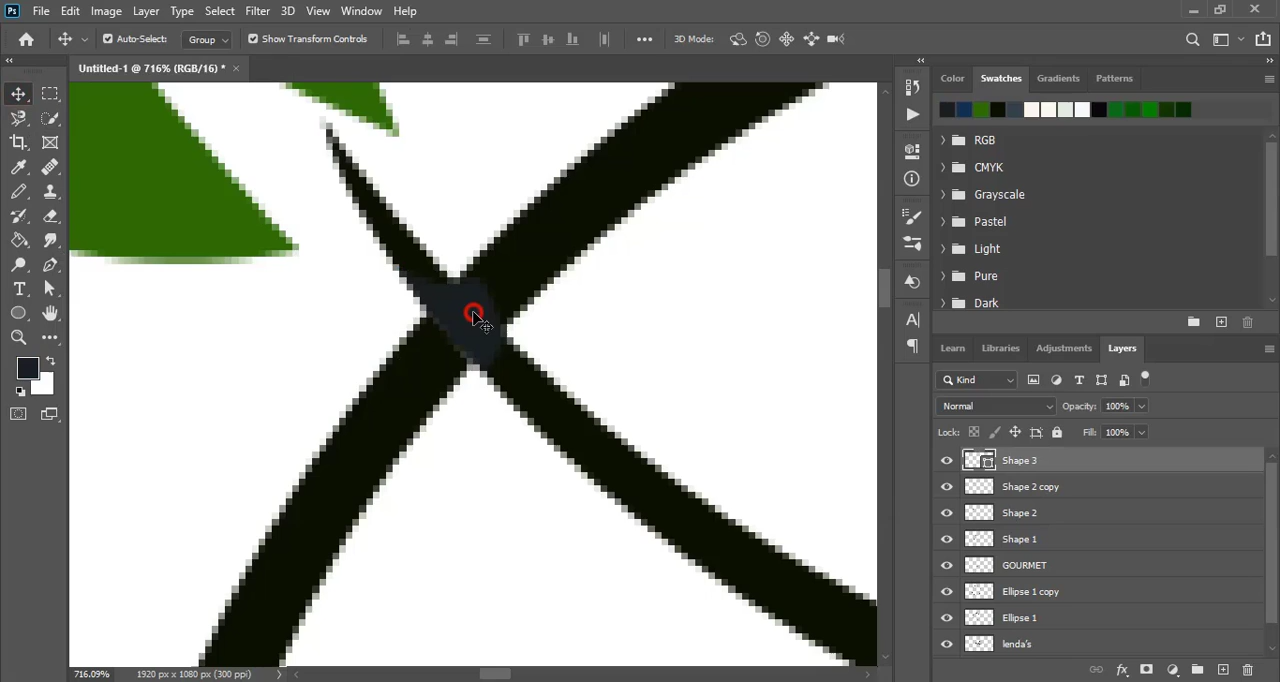 Ps File Edit Image Layer Type Select Filter 3D View Window Help
Auto-Select: Group Show Transform Controls 3D Mode:
Untitled-1 @ 716% (RGB/16) * ×
Color Swatches Gradients Patterns
RGB
CMYK
Grayscale
Pastel
Light
Pure
Dark
Learn Libraries Adjustments Layers
Kind
Normal Opacity: 100%
Lock: Fill: 100%
Shape 3
Shape 2 copy
Shape 2
Shape 1
GOURMET
Ellipse 1 copy
Ellipse 1
lenda's
716.09% 1920 px x 1080 px (300 ppi)